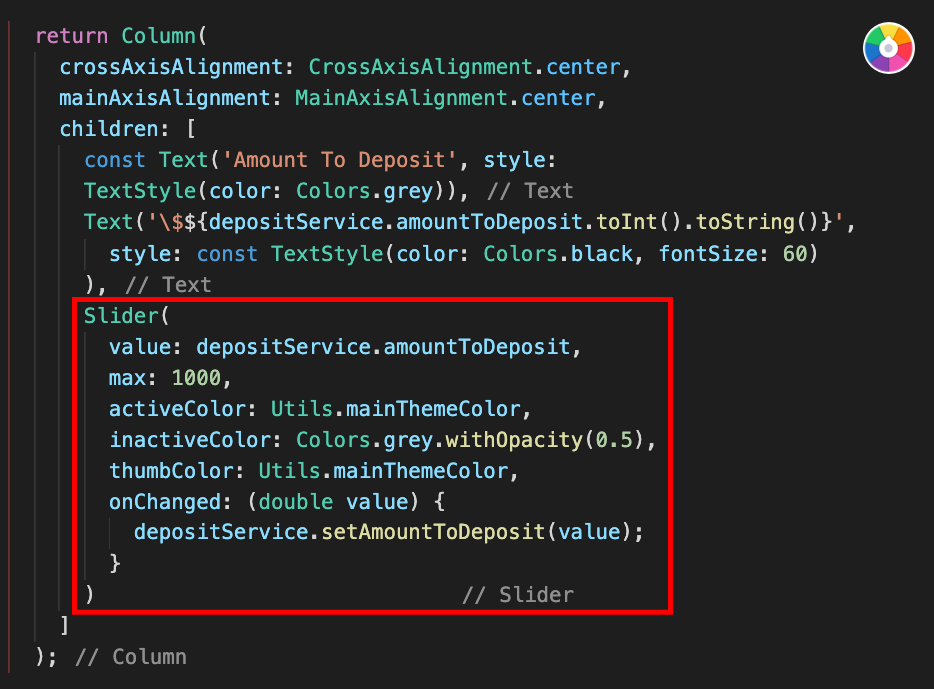 return Column(
crossAxisAlignment: CrossAxisAlignment.center,
mainAxisAlignment: MainAxisAlignment.center,
children: [
const Text('Amount To Deposit', style:
TextStyle(color: Colors.grey)), // Text
Text('\$${depositService.amountToDeposit.toInt().toString()}',
style: const TextStyle(color: Colors.black, fontSize: 60)
), // Text
Slider(
value: depositService.amountToDeposit,
max: 1000,
activeColor: Utils.mainThemeColor,
inactiveColor: Colors.grey.withOpacity(0.5),
thumbColor: Utils.mainThemeColor,
onChanged: (double value) {
depositService.setAmountToDeposit(value);
}
) // Slider
]
); // Column